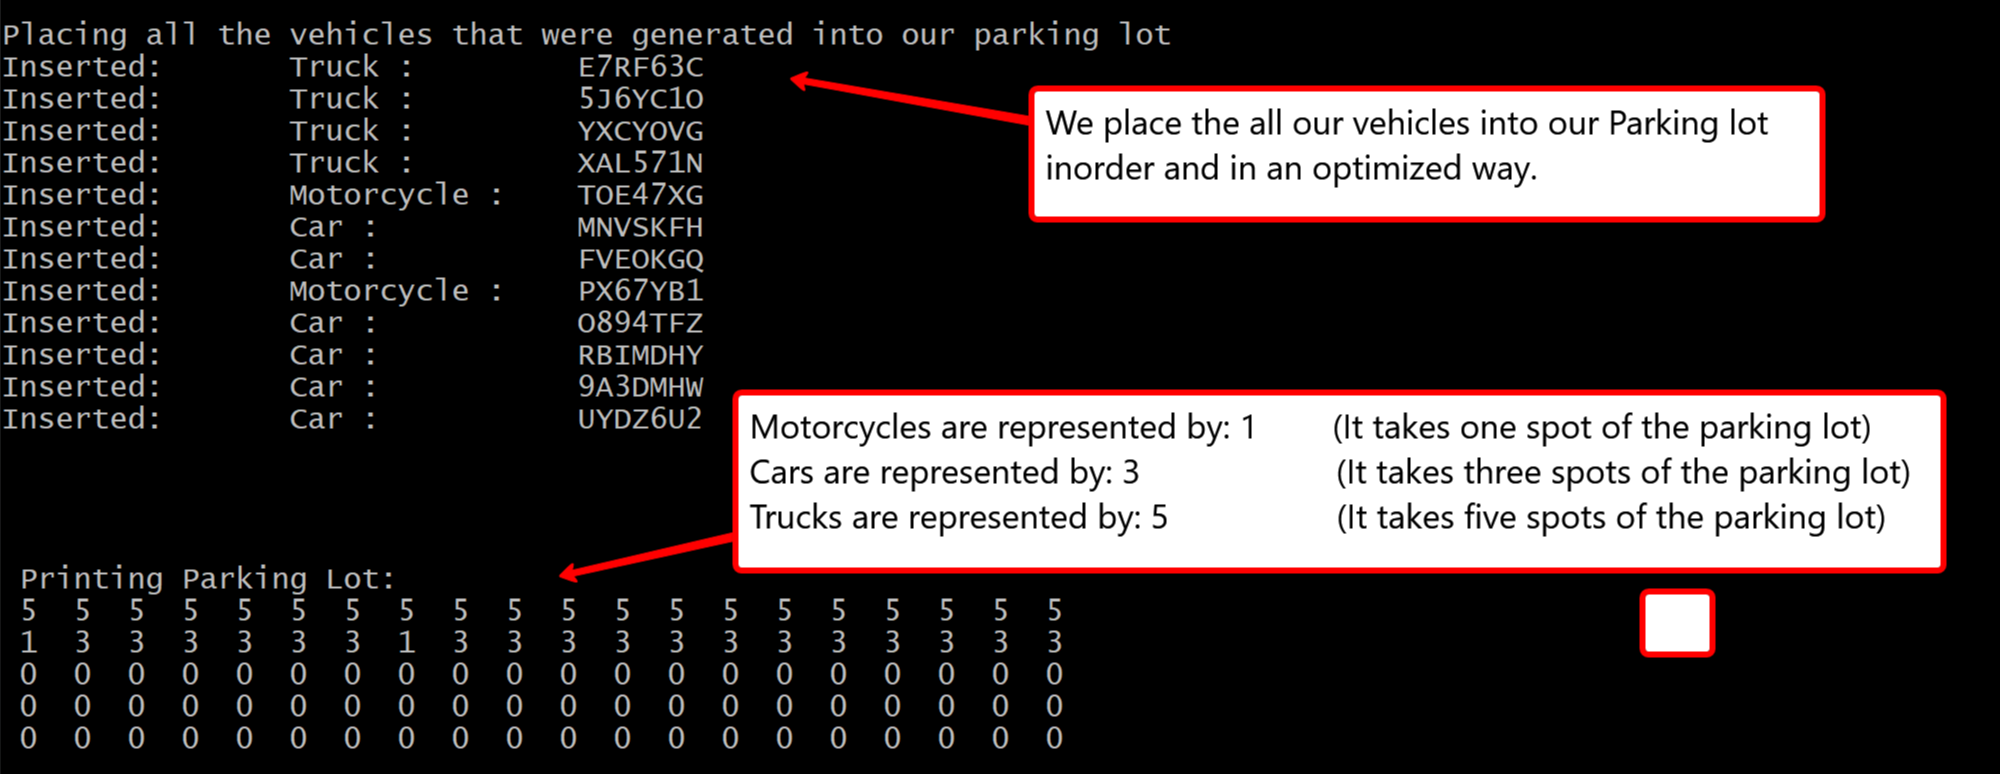 Placing all the vehicles that were generated into our parking lot
Inserted: Truck : E7RF63C
Inserted: Truck : 5J6YC1O
Inserted: Truck : YXCYOVG
Inserted: Truck : XAL571N
Inserted: Motorcycle : TOE47XG
Inserted: Car : MNVSKFH
Inserted: Car : FVEOKGQ
Inserted: Motorcycle : PX67YB1
Inserted: Car : O894TFZ
Inserted: Car : RBIMDHY
Inserted: Car : 9A3DMHW
Inserted: Car : UYDZ6U2
We place the all our vehicles into our Parking lot
inorder and in an optimized way.
Motorcycles are represented by: 1 (It takes one spot of the parking lot)
Cars are represented by: 3 (It takes three spots of the parking lot)
Trucks are represented by: 5 (It takes five spots of the parking lot)
Printing Parking Lot:
5 5 5 5 5 5 5 5 5 5 5 5 5 5 5 5 5 5 5 5
1 3 3 3 3 3 3 1 3 3 3 3 3 3 3 3 3 3 3 3
0 0 0 0 0 0 0 0 0 0 0 0 0 0 0 0 0 0 0 0
0 0 0 0 0 0 0 0 0 0 0 0 0 0 0 0 0 0 0 0
0 0 0 0 0 0 0 0 0 0 0 0 0 0 0 0 0 0 0 0